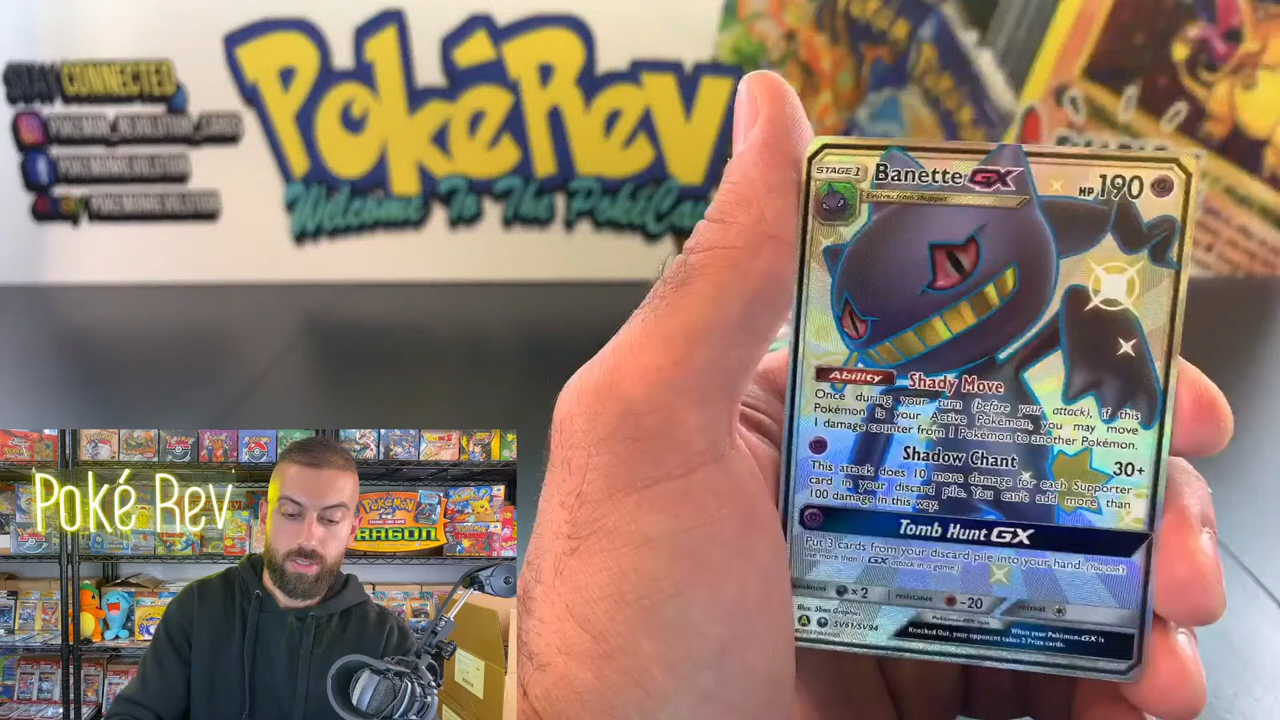 STAY CONNECTED
PokéRev
Welcome To The
Poké Rev
POKÉMON
STAGE 1
Banette GX
HP 190
Evolves from Shuppet
Ability Shady Move
Once during your turn (before your attack), if this
Pokémon is your Active Pokémon, you may move
1 damage counter from 1 Pokémon to another Pokémon.
Shadow Chant 30+
This attack does 10 more damage for each Supporter
card in your discard pile. You can't add more than
100 damage in this way.
Tomb Hunt GX
Put 3 cards from your discard pile into your hand. (You can't
use more than 1 GX attack in a game.)
×2
resistance
-20
retreat
SV61/SV94
When your Pokémon-GX is
Knocked Out, your opponent takes 2 Prize cards.